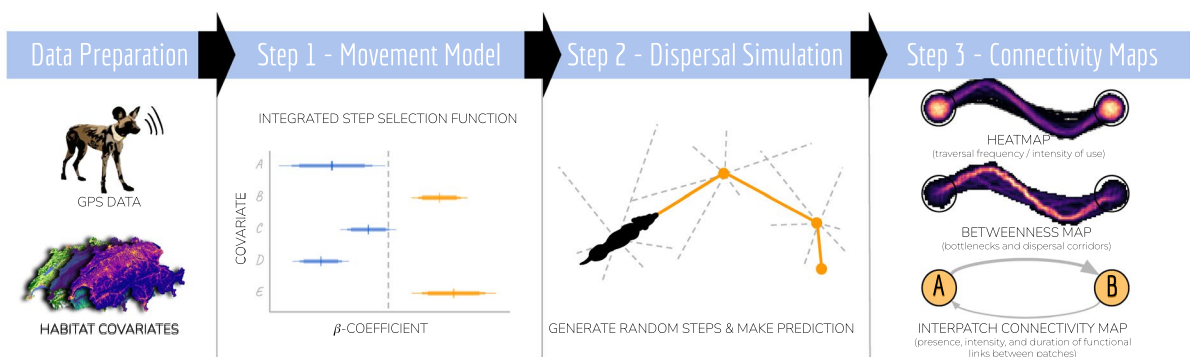 Data Preparation
Step 1 - Movement Model
Step 2 - Dispersal Simulation
Step 3 - Connectivity Maps
GPS DATA
HABITAT COVARIATES
INTEGRATED STEP SELECTION FUNCTION
COVARIATE
A
B
C
D
E
β-COEFFICIENT
GENERATE RANDOM STEPS & MAKE PREDICTION
HEATMAP
(traversal frequency / intensity of use)
BETWEENNESS MAP
(bottlenecks and dispersal corridors)
A
B
INTERPATCH CONNECTIVITY MAP
(presence, intensity, and duration of functional
links between patches)